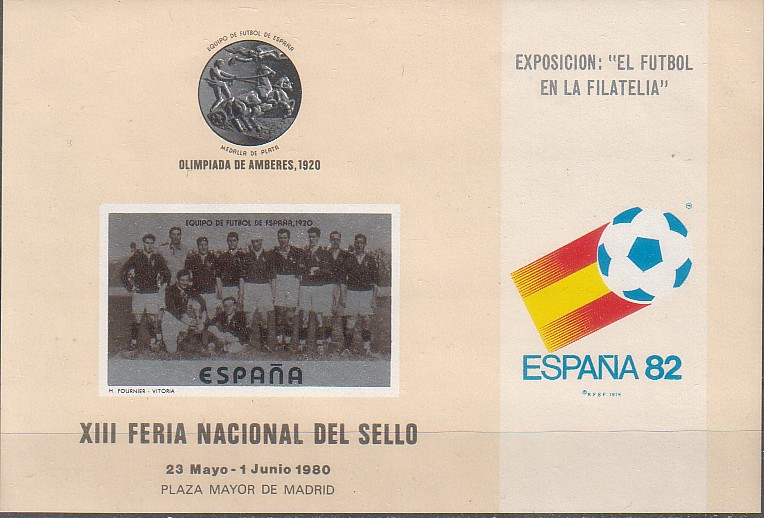 EQUIPO DE FUTBOL DE ESPAÑA
MEDALLA DE PLATA
OLIMPIADA DE AMBERES, 1920
EQUIPO DE FUTBOL DE ESPAÑA, 1920
ESPAÑA
H. FOURNIER - VITORIA
XIII FERIA NACIONAL DEL SELLO
23 Mayo - 1 Junio 1980
PLAZA MAYOR DE MADRID
EXPOSICION: "EL FUTBOL
EN LA FILATELIA"
ESPAÑA 82
© R.F.E.F. 1979